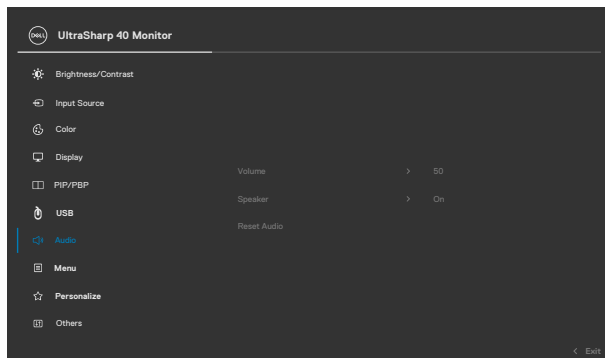 DELL UltraSharp 40 Monitor
Brightness/Contrast
Input Source
Color
Display
Volume > 50
PIP/PBP
Speaker > On
USB
Reset Audio
Audio
Menu
Personalize
Others
< Exit